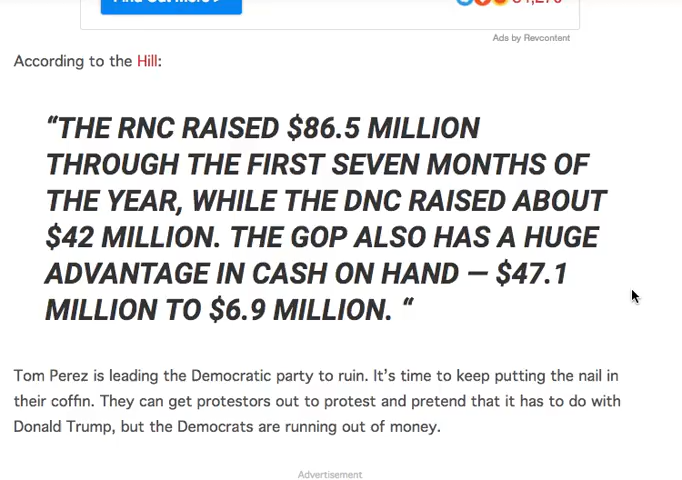 Ads by Revcontent
According to the Hill:
“THE RNC RAISED $86.5 MILLION
THROUGH THE FIRST SEVEN MONTHS OF
THE YEAR, WHILE THE DNC RAISED ABOUT
$42 MILLION. THE GOP ALSO HAS A HUGE
ADVANTAGE IN CASH ON HAND — $47.1
MILLION TO $6.9 MILLION. “
Tom Perez is leading the Democratic party to ruin. It’s time to keep putting the nail in
their coffin. They can get protestors out to protest and pretend that it has to do with
Donald Trump, but the Democrats are running out of money.
Advertisement